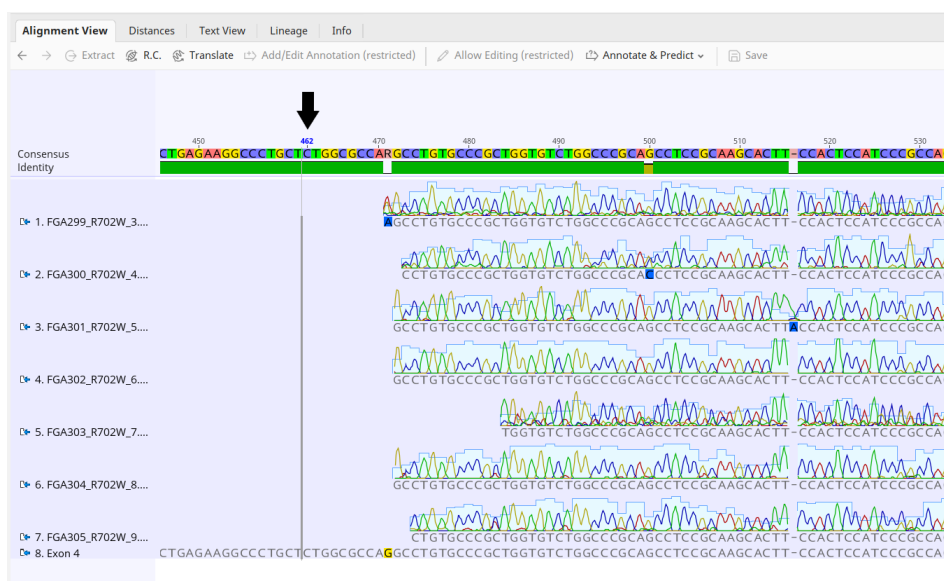 Alignment View Distances Text View Lineage Info
Extract R.C. Translate Add/Edit Annotation (restricted) Allow Editing (restricted) Annotate & Predict Save
450 462 470 480 490 500 510 520 530
Consensus CTGAGAAGGCCCTGCTCTGGCGCCARGCCTGTGCCCGCTGGTGTCTGGCCCGCAGCCTCCGCAAGCACTT-CCACTCCATCCCGCCA
Identity
1. FGA299_R702W_3.... AGCCTGTGCCCGCTGGTGTCTGGCCCGCAGCCTCCGCAAGCACTT-CCACTCCATCCCGCCA
2. FGA300_R702W_4.... CCTGTGCCCGCTGGTGTCTGGCCCGCACCCTCCGCAAGCACTT-CCACTCCATCCCGCCA
3. FGA301_R702W_5.... GCCTGTGCCCGCTGGTGTCTGGCCCGCAGCCTCCGCAAGCACTTACCACTCCATCCCGCCA
4. FGA302_R702W_6.... GCCTGTGCCCGCTGGTGTCTGGCCCGCAGCCTCCGCAAGCACTT-CCACTCCATCCCGCCA
5. FGA303_R702W_7.... TGGTGTCTGGCCCGCAGCCTCCGCAAGCACTT-CCACTCCATCCCGCCA
6. FGA304_R702W_8.... GCCTGTGCCCGCTGGTGTCTGGCCCGCAGCCTCCGCAAGCACTT-CCACTCCATCCCGCCA
7. FGA305_R702W_9.... CTGTGCCCGCTGGTGTCTGGCCCGCAGCCTCCGCAAGCACTT-CCACTCCATCCCGCCA
8. Exon 4 CTGAGAAGGCCCTGCTCTGGCGCCAGGCCTGTGCCCGCTGGTGTCTGGCCCGCAGCCTCCGCAAGCACTT-CCACTCCATCCCGCCA